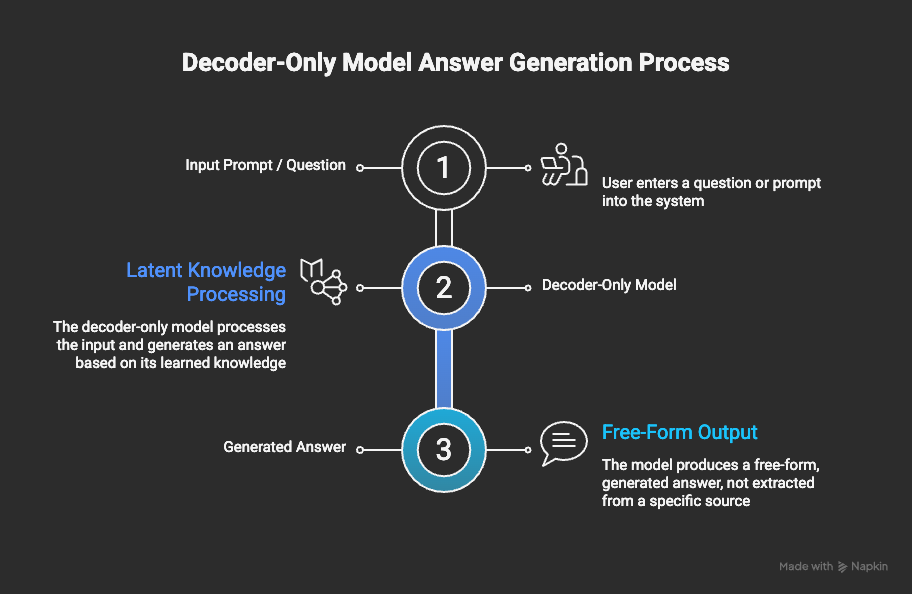 Decoder-Only Model Answer Generation Process
Input Prompt / Question
1
User enters a question or prompt
into the system
Latent Knowledge
Processing
The decoder-only model processes
the input and generates an answer
based on its learned knowledge
2
Decoder-Only Model
Generated Answer
3
Free-Form Output
The model produces a free-form,
generated answer, not extracted
from a specific source
Made with Napkin